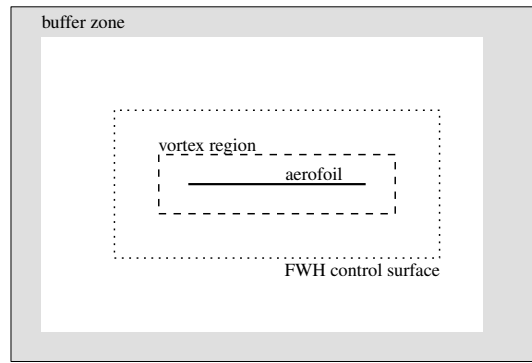 buffer zone
vortex region
aerofoil
FWH control surface